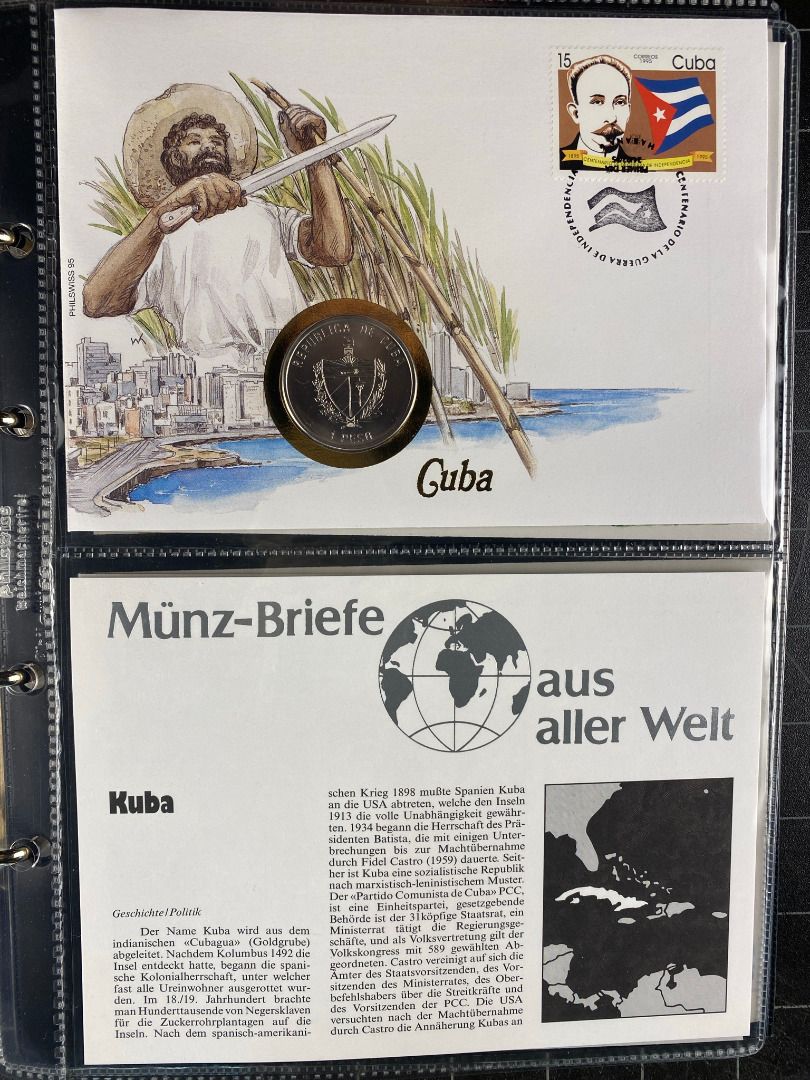 15
CORREOS
1995
Cuba
1895
1995
CENTENARIO DE LA GUERRA DE INDEPENDENCIA
PHILSWISS 95
REPUBLICA DE CUBA
1 PESO
Cuba
Münz-Briefe
aus
aller Welt
Kuba
Geschichte/Politik
Der Name Kuba wird aus dem
indianischen «Cubagua» (Goldgrube)
abgeleitet. Nachdem Kolumbus 1492 die
Insel entdeckt hatte, begann die spani-
sche Kolonialherrschaft, unter welcher
fast alle Ureinwohner ausgerottet wur-
den. Im 18./19. Jahrhundert brachte
man Hunderttausende von Negersklaven
für die Zuckerrohrplantagen auf die
Inseln. Nach dem spanisch-amerikani-
schen Krieg 1898 mußte Spanien Kuba
an die USA abtreten, welche den Inseln
1913 die volle Unabhängigkeit gewähr-
ten. 1934 begann die Herrschaft des Prä-
sidenten Batista, die mit einigen Unter-
brechungen bis zur Machtübernahme
durch Fidel Castro (1959) dauerte. Seit-
her ist Kuba eine sozialistische Republik
nach marxistisch-leninistischem Muster.
Der «Partido Comunista de Cuba» PCC,
ist eine Einheitspartei, gesetzgebende
Behörde ist der 31köpfige Staatsrat, ein
Ministerrat tätigt die Regierungsge-
schäfte, und als Volksvertretung gilt der
Volkskongress mit 589 gewählten Ab-
geordneten. Castro vereinigt auf sich die
Ämter des Staatsvorsitzenden, des Vor-
sitzenden des Ministerrates, des Ober-
befehlshabers über die Streitkräfte und
des Vorsitzenden der PCC. Die USA
versuchten nach der Machtübernahme
durch Castro die Annäherung Kubas an